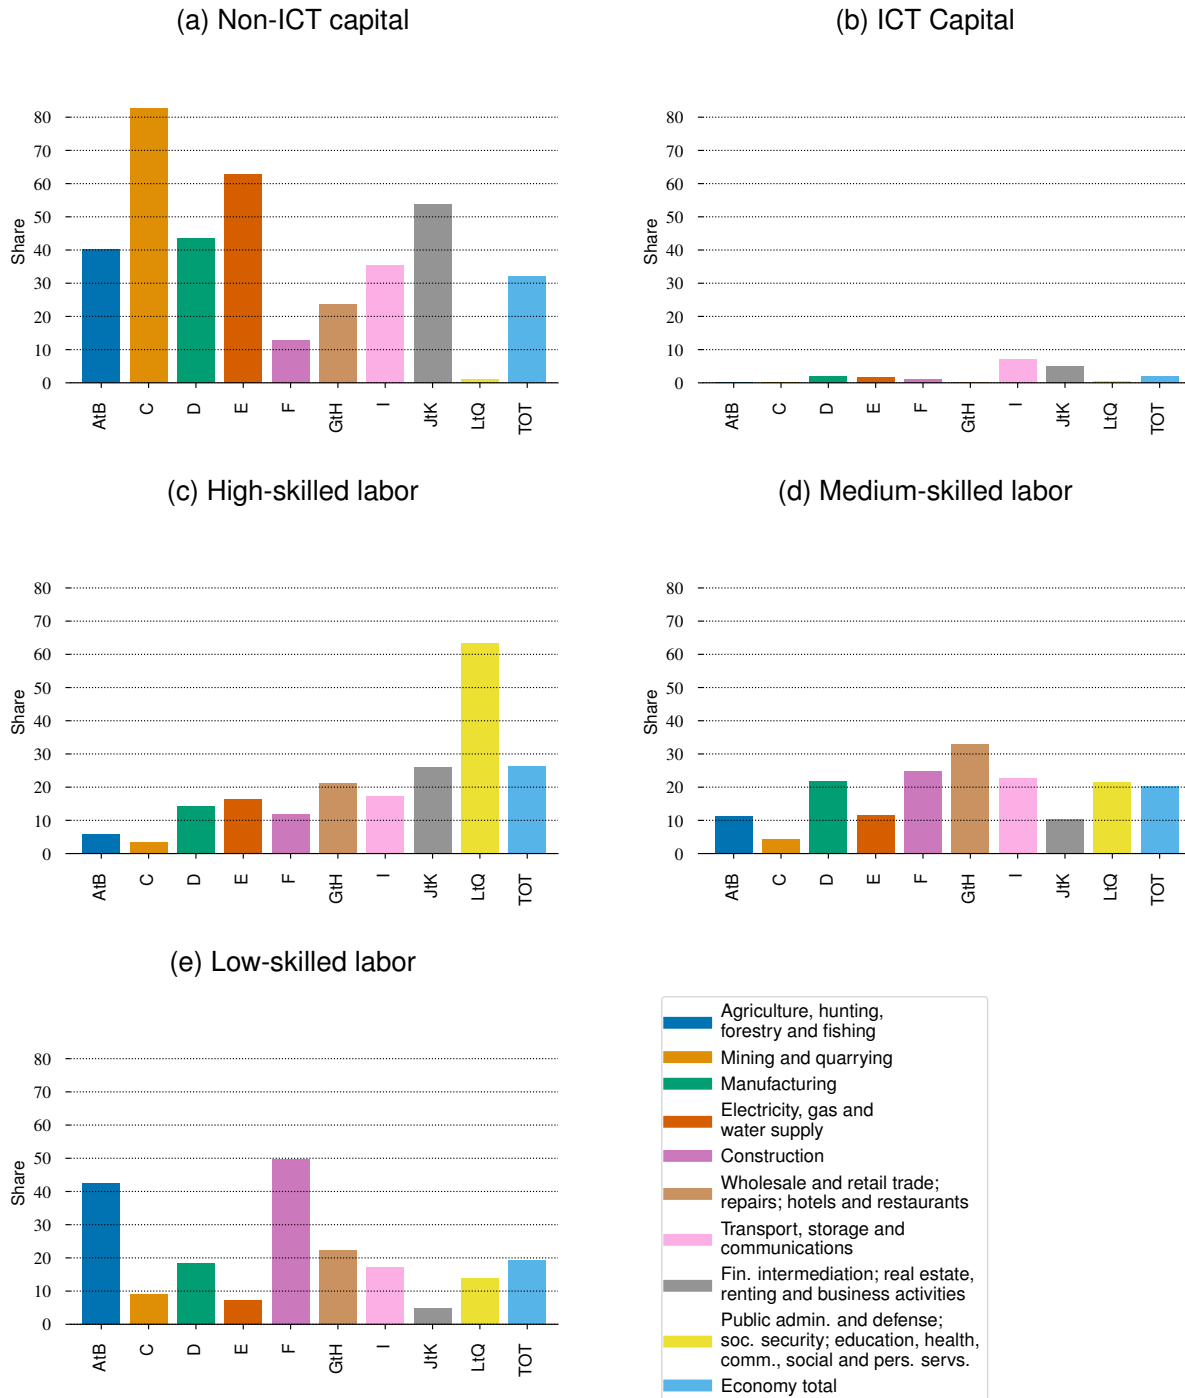 (a) Non-ICT capital
Share
80
70
60
50
40
30
20
10
0
AtB
C
D
E
F
GtH
I
JtK
LtQ
TOT
(b) ICT Capital
Share
80
70
60
50
40
30
20
10
0
AtB
C
D
E
F
GtH
I
JtK
LtQ
TOT
(c) High-skilled labor
Share
80
70
60
50
40
30
20
10
0
AtB
C
D
E
F
GtH
I
JtK
LtQ
TOT
(d) Medium-skilled labor
Share
80
70
60
50
40
30
20
10
0
AtB
C
D
E
F
GtH
I
JtK
LtQ
TOT
(e) Low-skilled labor
Share
80
70
60
50
40
30
20
10
0
AtB
C
D
E
F
GtH
I
JtK
LtQ
TOT
Agriculture, hunting,
forestry and fishing
Mining and quarrying
Manufacturing
Electricity, gas and
water supply
Construction
Wholesale and retail trade;
repairs; hotels and restaurants
Transport, storage and
communications
Fin. intermediation; real estate,
renting and business activities
Public admin. and defense;
soc. security; education, health,
comm., social and pers. servs.
Economy total